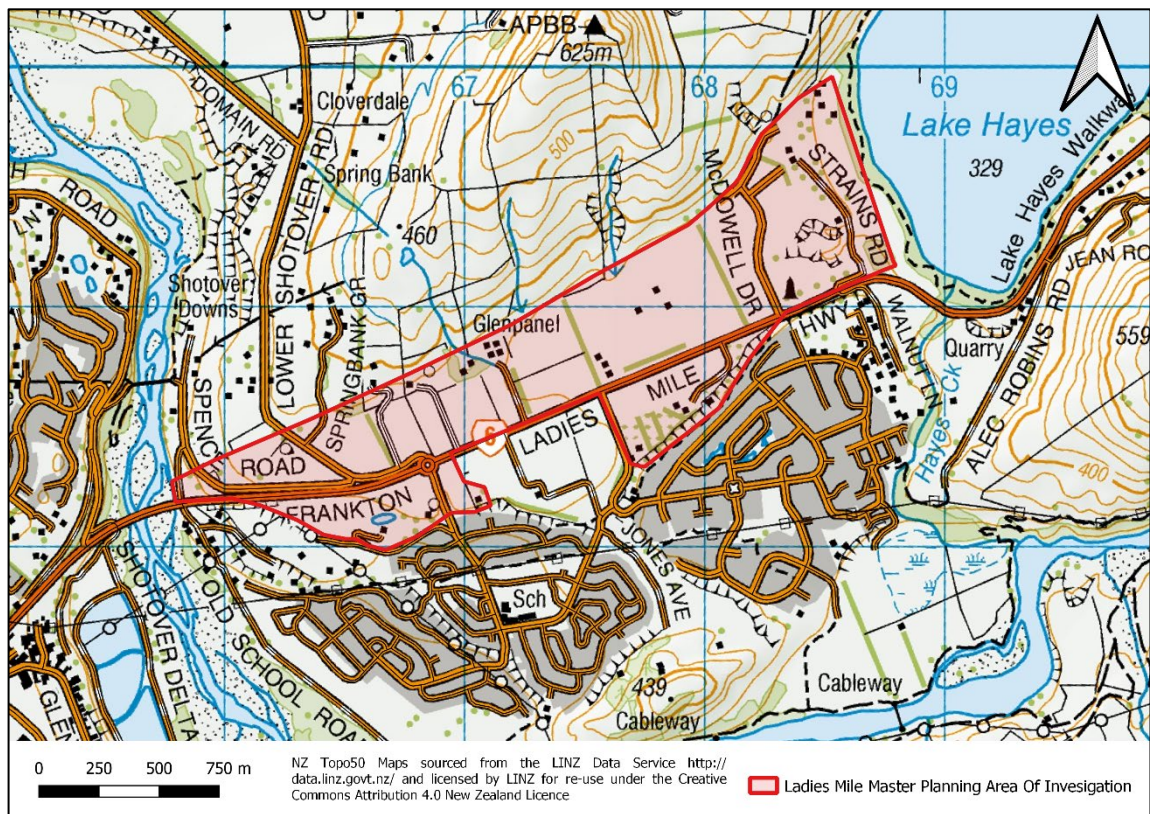 APBB
625m
67
68
69
DOMAIN RD
Cloverdale
Lake Hayes
329
Lake Hayes Walkway
500
Spring Bank
460
LOWER SHOTOVER RD
McDOWELL DR
STRAINS RD
ROAD
LN
H
Shotover
Downs
SPRINGBANK GR
Glenpanel
JEAN RO
HWY
WALNUT LN
Quarry
559
SPENC
6
LADIES MILE
Hayes Ck
ALEC ROBINS RD
400
ROAD
FRANKTON
JONES AVE
SHOTOVER DELTA
OLD SCHOOL ROA
Sch
439
Cableway
Cableway
GLEN
0 250 500 750 m
NZ Topo50 Maps sourced from the LINZ Data Service http://
data.linz.govt.nz/ and licensed by LINZ for re-use under the Creative
Commons Attribution 4.0 New Zealand Licence
Ladies Mile Master Planning Area Of Invesigation